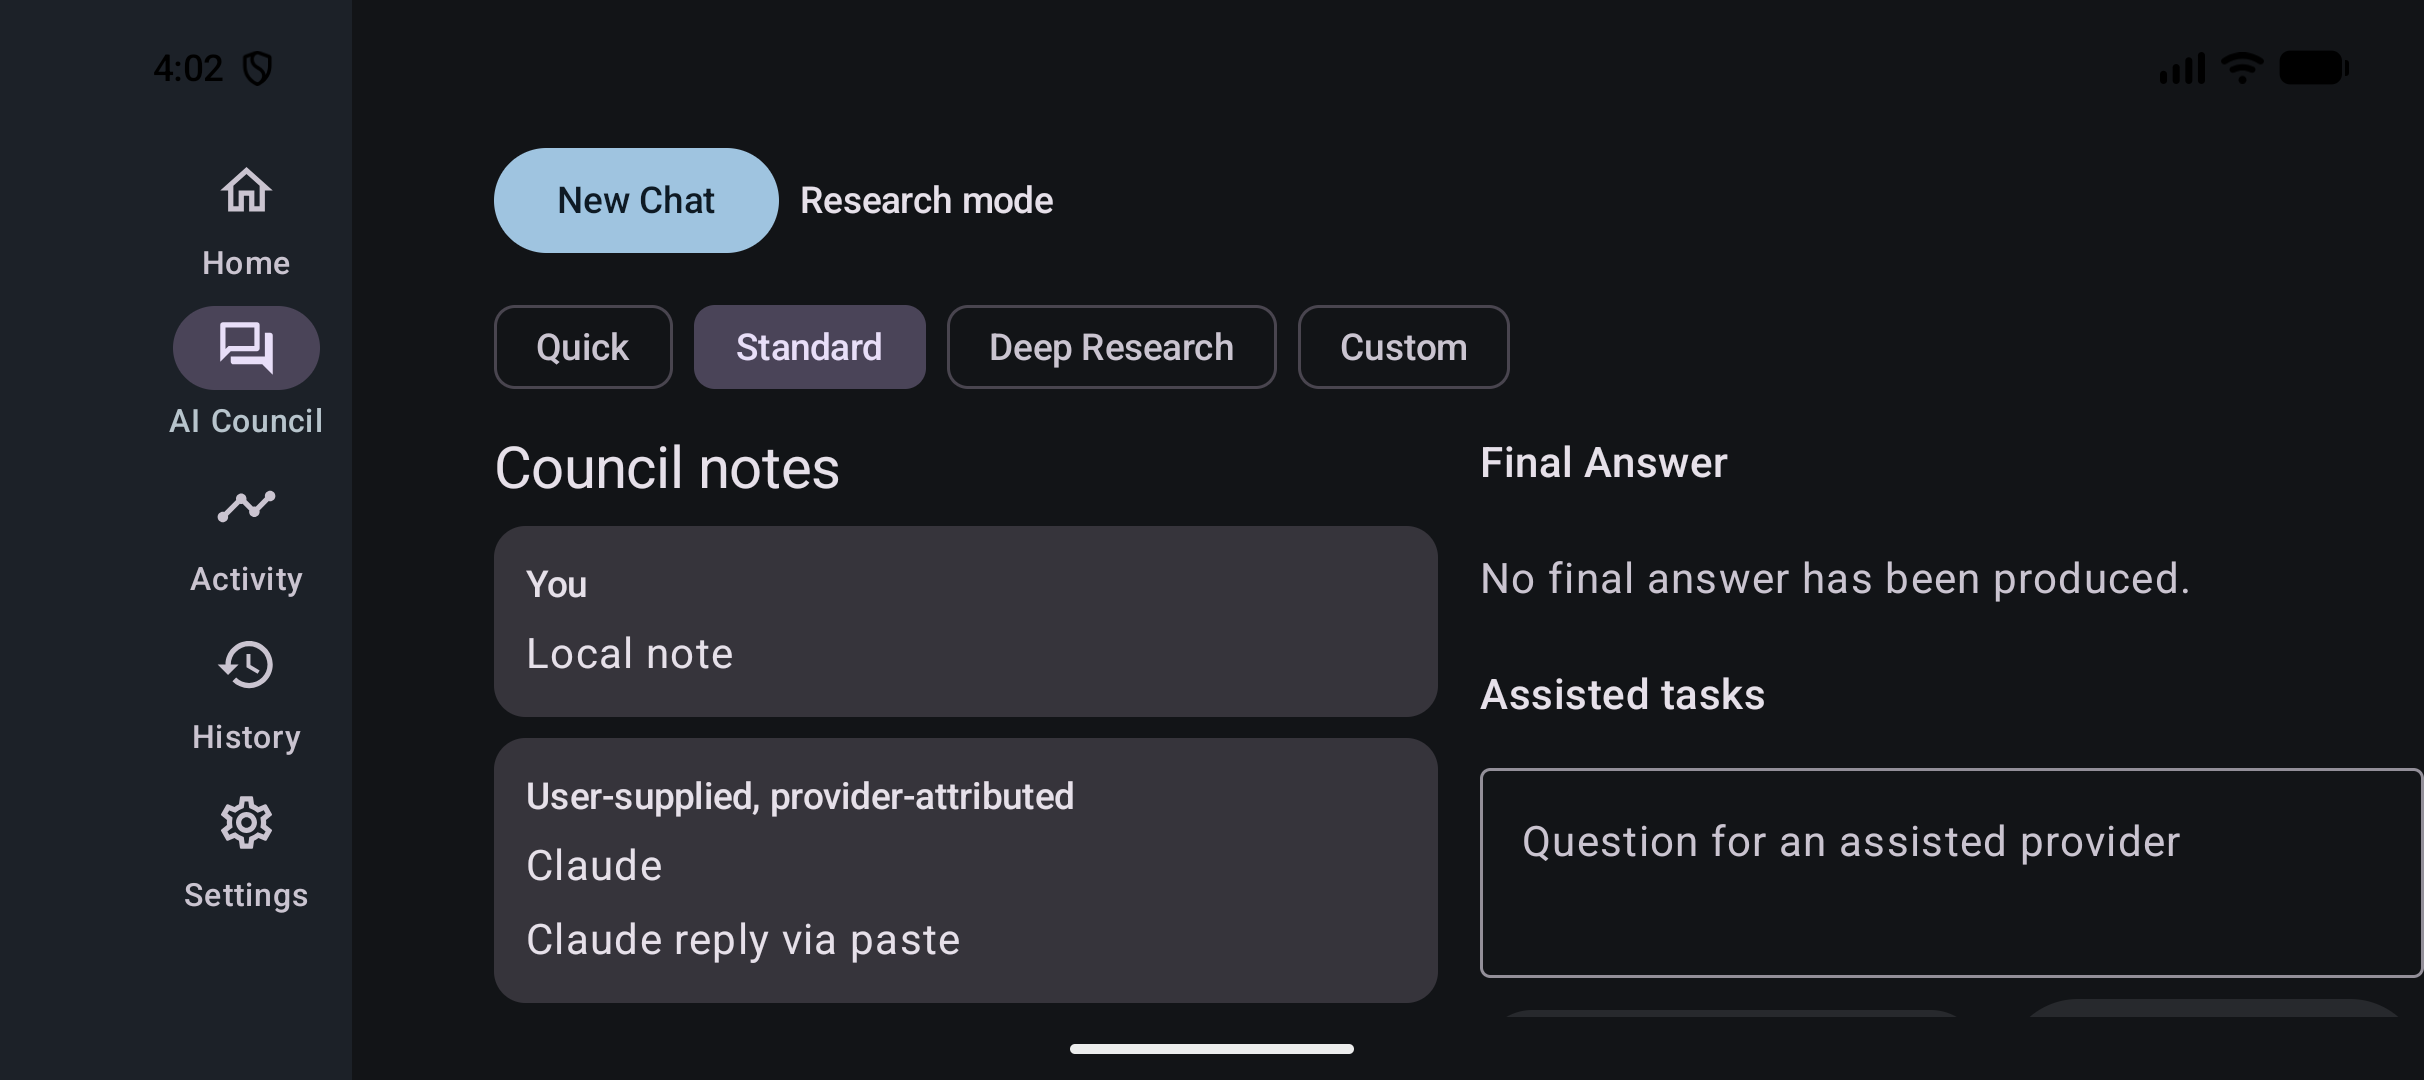 4:02
Home
AI Council
Activity
History
Settings
New Chat
Research mode
Quick
Standard
Deep Research
Custom
Council notes
You
Local note
User-supplied, provider-attributed
Claude
Claude reply via paste
Final Answer
No final answer has been produced.
Assisted tasks
Question for an assisted provider